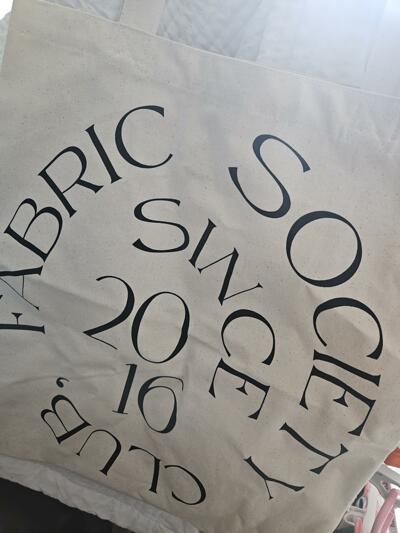 FABRIC
SOCIETY
CLUB’
SINCE
20
16